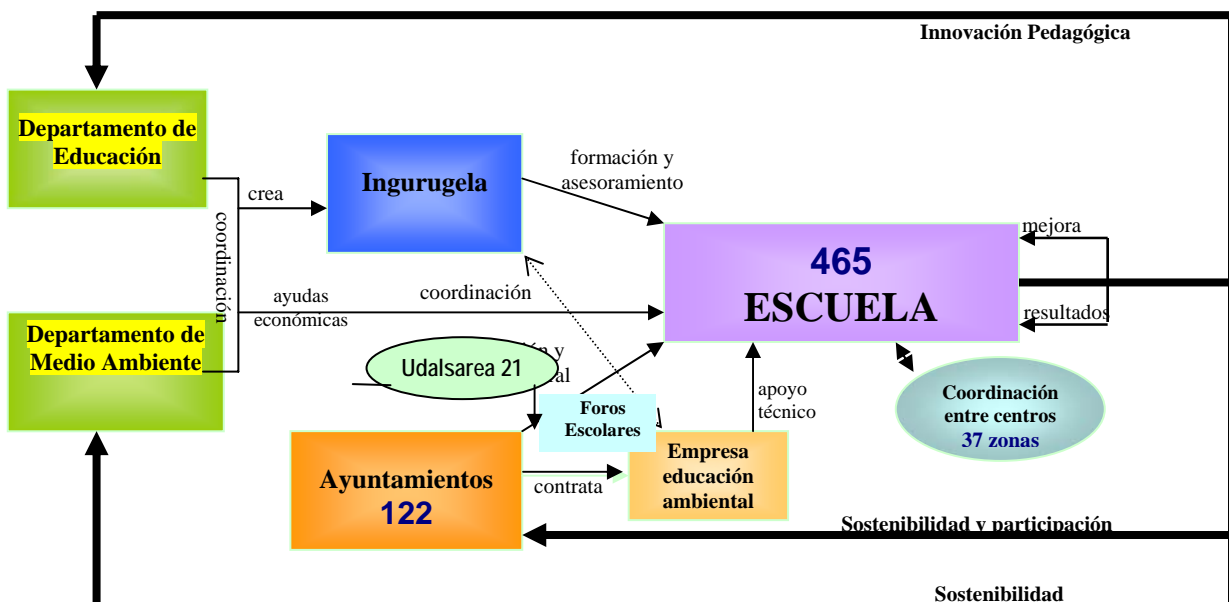 Innovación Pedagógica
Departamento de
Educación
Ingurugela
formación y
asesoramiento
crea
coordinación
mejora
465
ESCUELA
resultados
ayudas
económicas
coordinación
Departamento de
Medio Ambiente
Udalsarea 21
y
apoyo
técnico
Coordinación
entre centros
37 zonas
Foros
Escolares
Ayuntamientos
122
contrata
Empresa
educación
ambiental
Sostenibilidad y participación
Sostenibilidad